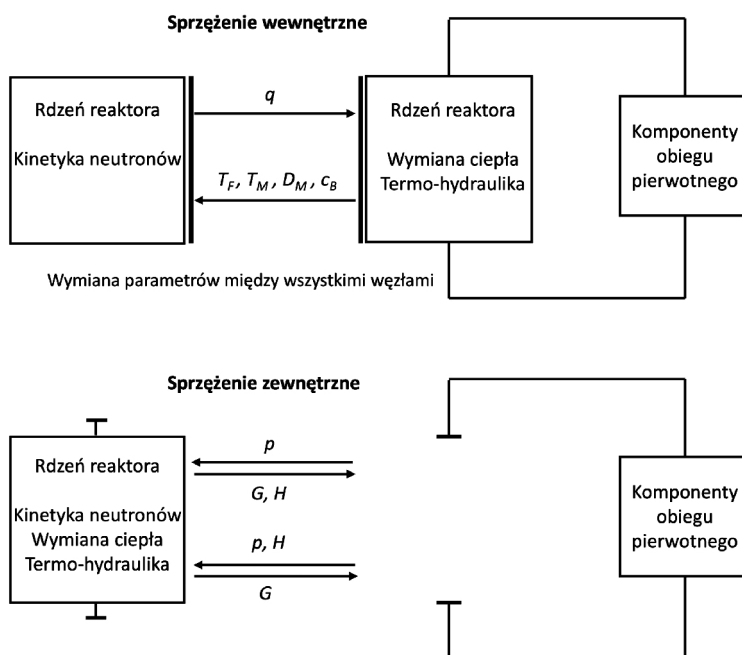 Sprzężenie wewnętrzne
Rdzeń reaktora
Kinetyka neutronów
q
T_F, T_M, D_M, c_B
Rdzeń reaktora
Wymiana ciepła
Termo-hydraulika
Komponenty
obiegu
pierwotnego
Wymiana parametrów między wszystkimi węzłami
Sprzężenie zewnętrzne
Rdzeń reaktora
Kinetyka neutronów
Wymiana ciepła
Termo-hydraulika
p
G, H
p, H
G
Komponenty
obiegu
pierwotnego